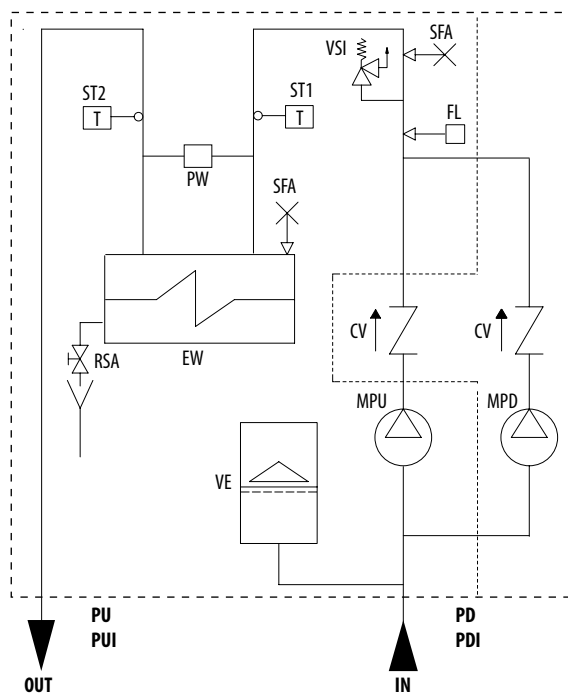 VSI
SFA
ST2
T
ST1
T
FL
PW
SFA
CV
CV
RSA
EW
MPU
MPD
VE
PU
PUI
PD
PDI
OUT
IN